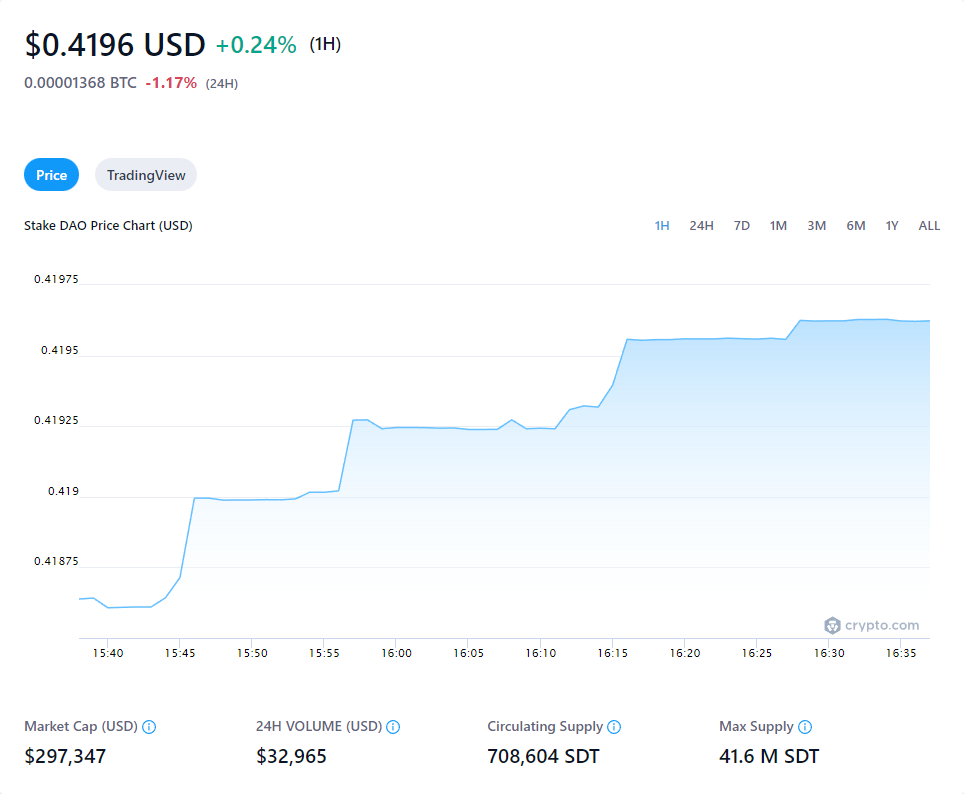 $0.4196 USD +0.24% (1H)
0.00001368 BTC -1.17% (24H)
Price TradingView
Stake DAO Price Chart (USD) 1H 24H 7D 1M 3M 6M 1Y ALL
0.41975
0.4195
0.41925
0.419
0.41875
crypto.com
15:40 15:45 15:50 15:55 16:00 16:05 16:10 16:15 16:20 16:25 16:30 16:35
Market Cap (USD) 24H VOLUME (USD) Circulating Supply Max Supply
$297,347 $32,965 708,604 SDT 41.6 M SDT